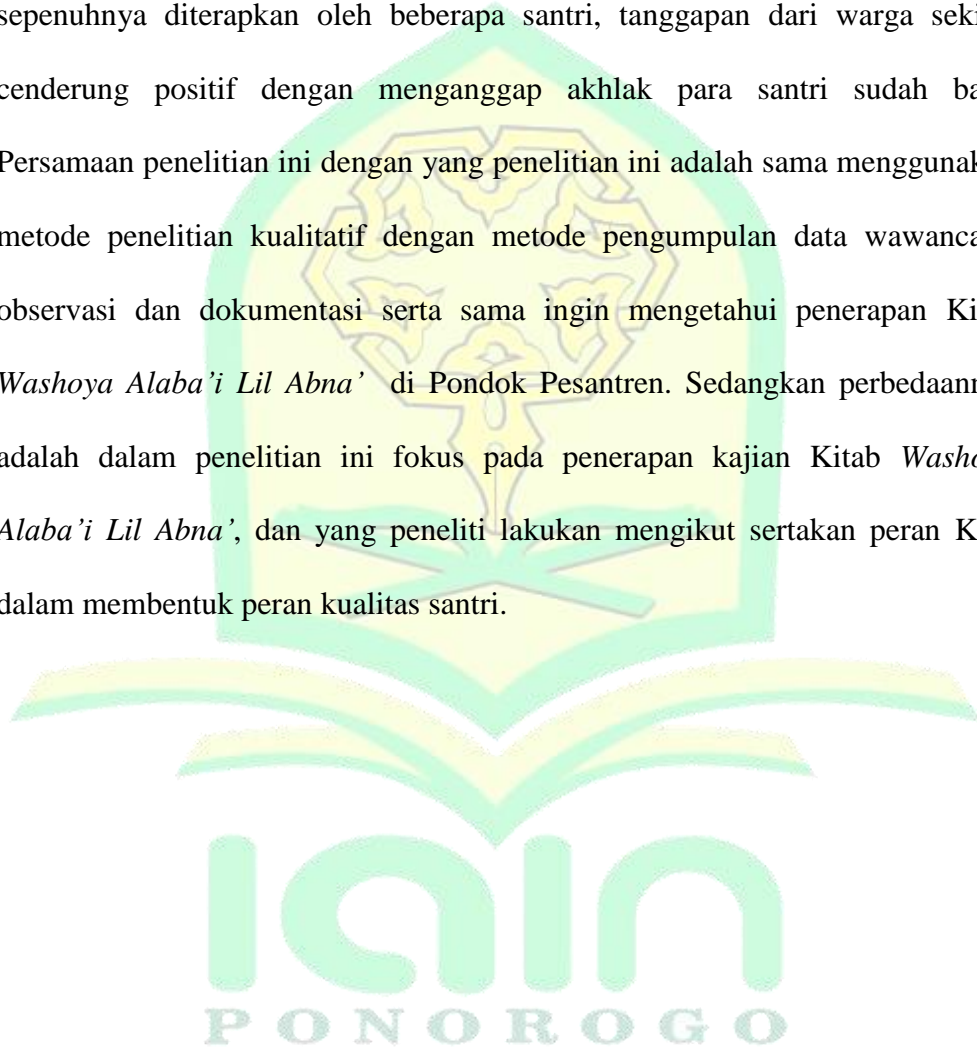 sepenuhnya diterapkan oleh beberapa santri, tanggapan dari warga seki
cenderung positif dengan menganggap akhlak para santri sudah ba
Persamaan penelitian ini dengan yang penelitian ini adalah sama menggunak
metode penelitian kualitatif dengan metode pengumpulan data wawanca
observasi dan dokumentasi serta sama ingin mengetahui penerapan Ki
Washoya Alaba’i Lil Abna’ di Pondok Pesantren. Sedangkan perbedaann
adalah dalam penelitian ini fokus pada penerapan kajian Kitab Washo
Alaba’i Lil Abna’, dan yang peneliti lakukan mengikut sertakan peran K
dalam membentuk peran kualitas santri.
iain
PONOROGO